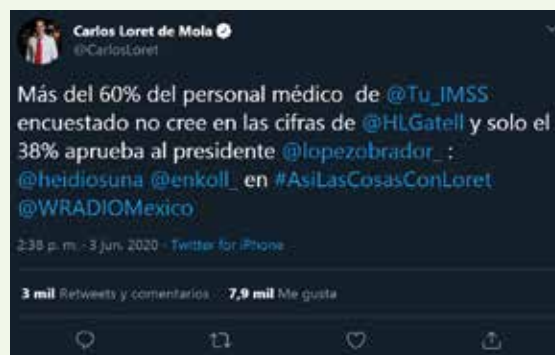 Carlos Loret de Mola
@CarlosLoret
Más del 60% del personal médico de @Tu_IMSS
encuestado no cree en las cifras de @HLGatell y solo el
38% aprueba al presidente @lopezobrador_ :
@heidiosuna @enkoll_ en #AsiLasCosasConLoret
@WRADIOMexico
2:38 p. m. · 3 jun. 2020 · Twitter for iPhone
3 mil Retweets y comentarios 7,9 mil Me gusta